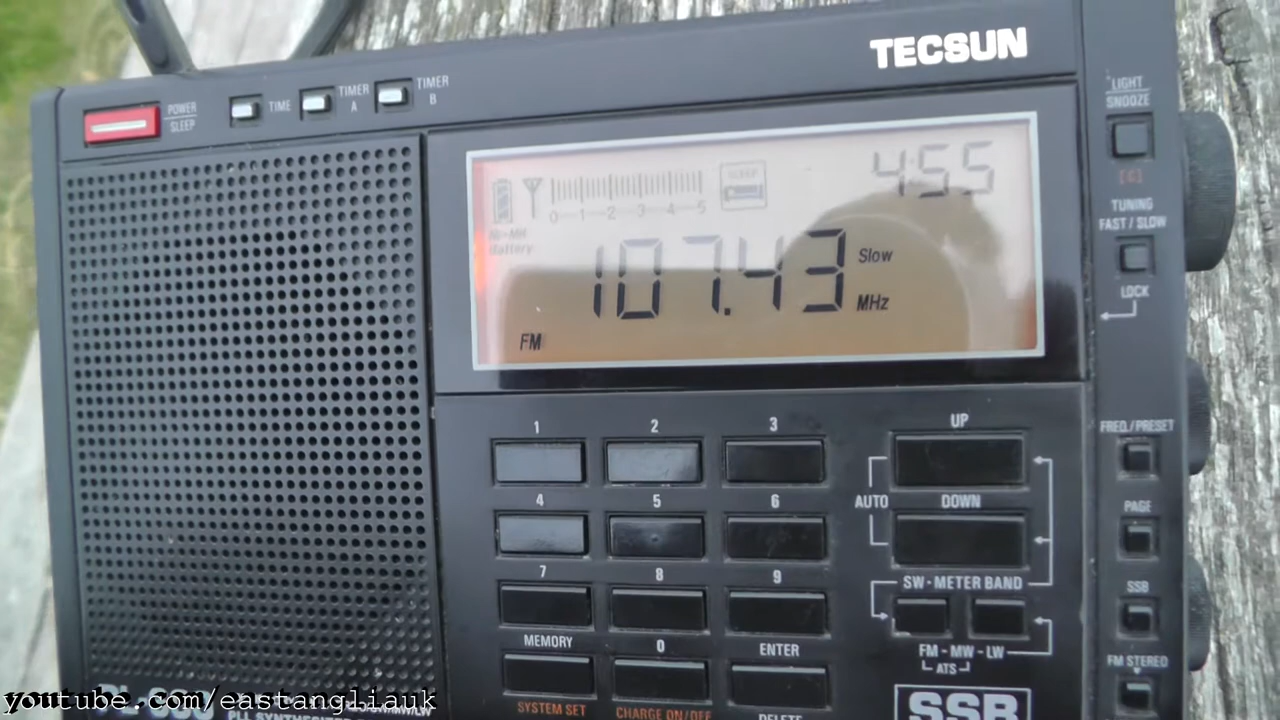 TECSUN
POWER
SLEEP
TIME
TIMER
A
TIMER
B
LIGHT
SNOOZE
[C]
TUNING
FAST / SLOW
LOCK
455
SLEEP
0 1 2 3 4 5
Ni-MH
Battery
107.43
Slow
MHz
FM
1 2 3
4 5 6
7 8 9
MEMORY 0 ENTER
SYSTEM SET CHARGE ON/OFF DELETE
UP
AUTO DOWN
SW - METER BAND
FM - MW - LW
ATS
SSB
FREQ./PRESET
PAGE
SSB
FM STEREO
youtube.com/eastangliauk